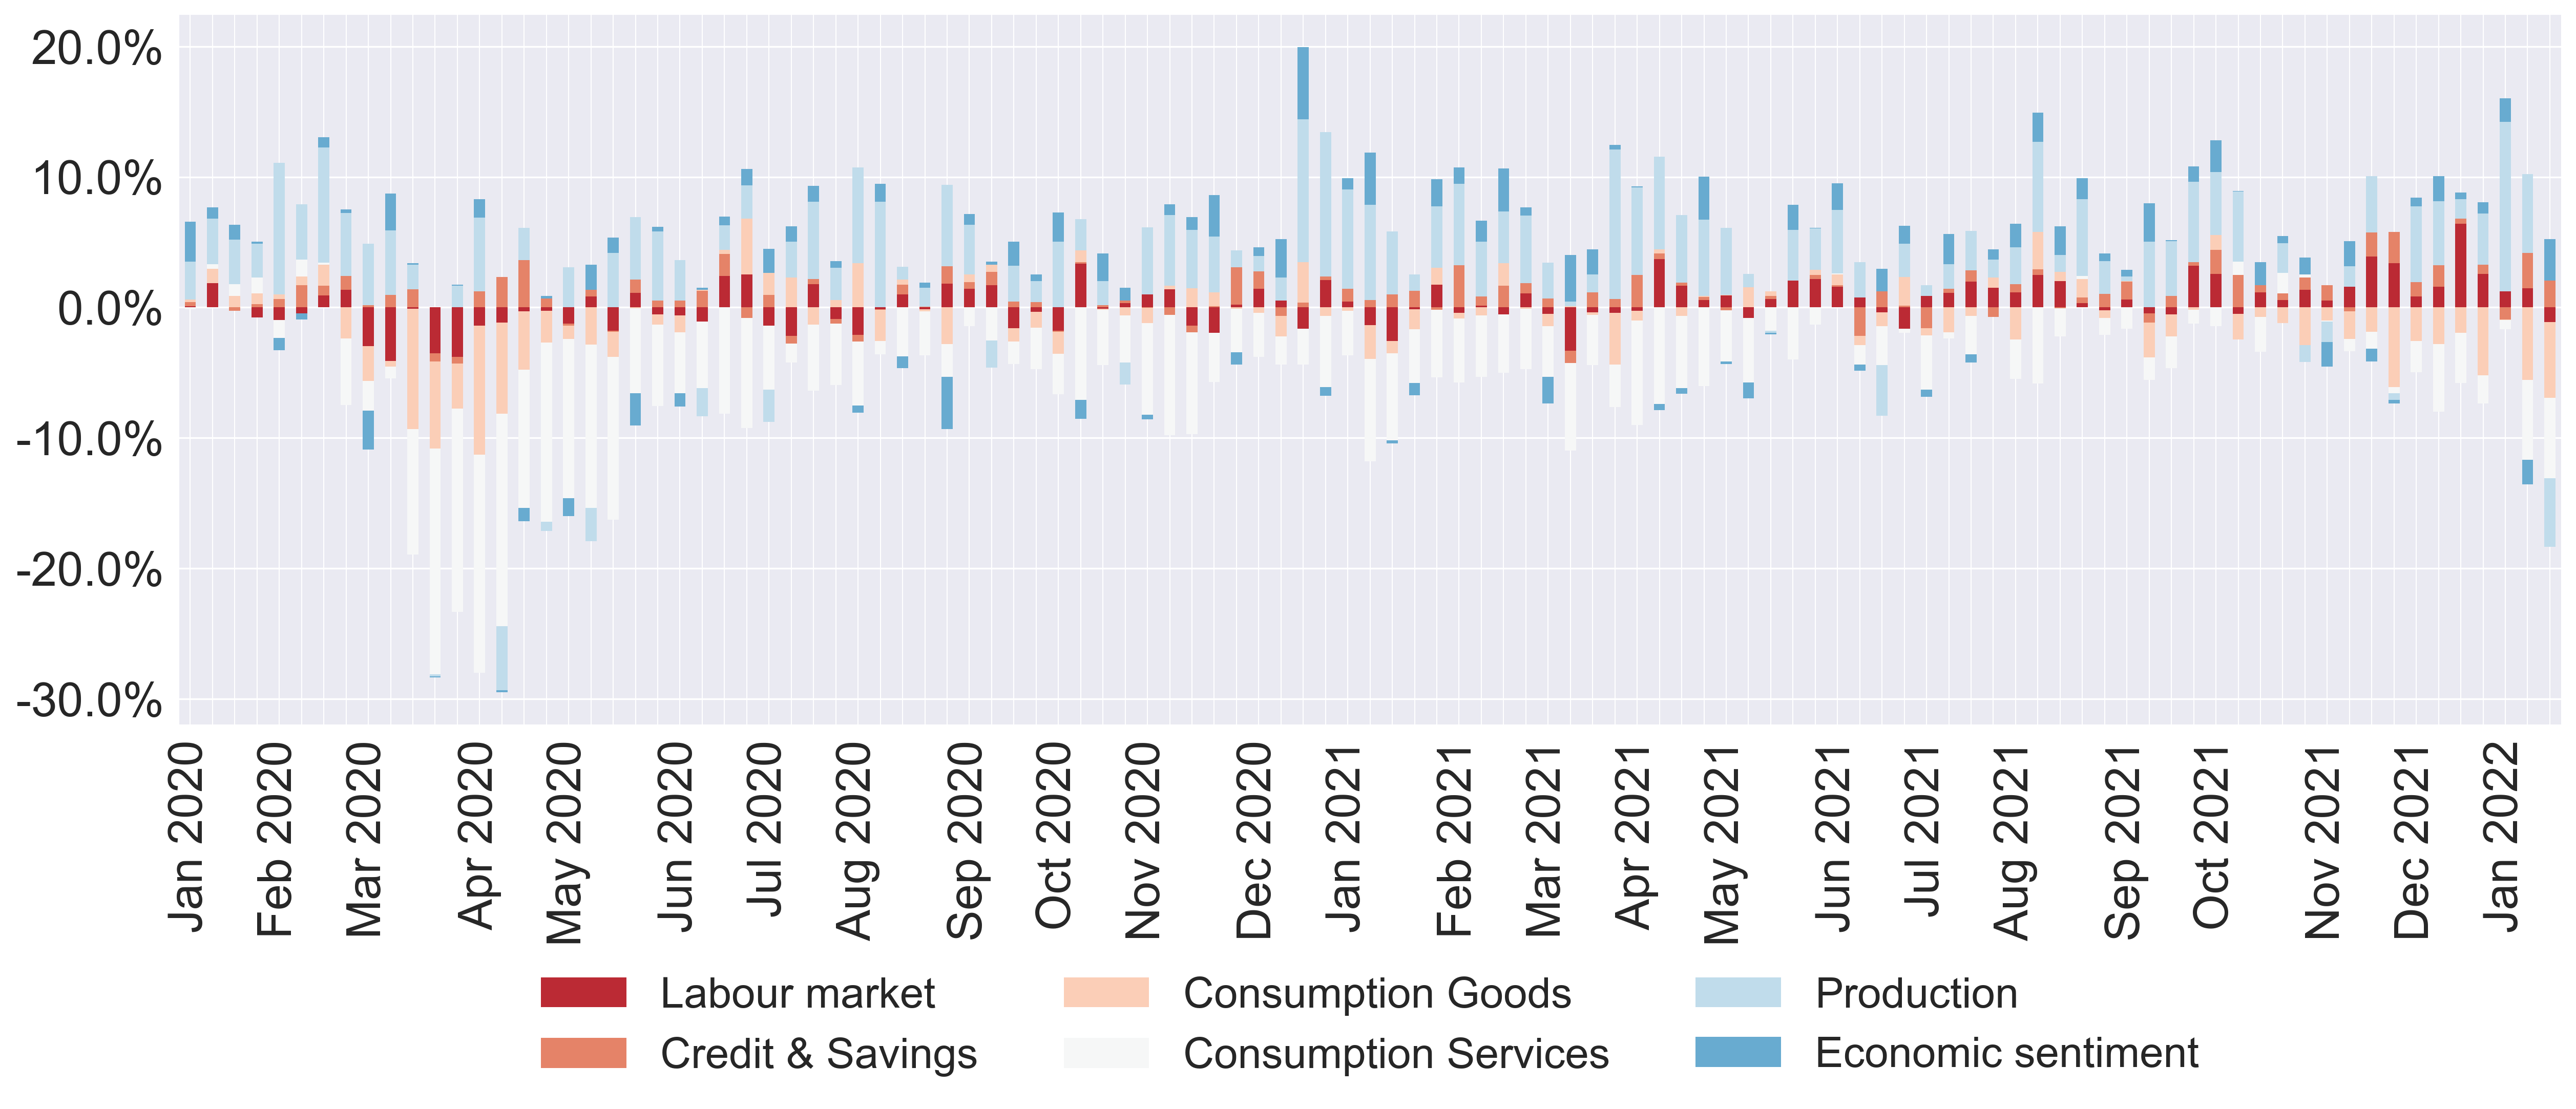 20.0%
10.0%
0.0%
-10.0%
-20.0%
-30.0%
Jan 2020
Feb 2020
Mar 2020
Apr 2020
May 2020
Jun 2020
Jul 2020
Aug 2020
Sep 2020
Oct 2020
Nov 2020
Dec 2020
Jan 2021
Feb 2021
Mar 2021
Apr 2021
May 2021
Jun 2021
Jul 2021
Aug 2021
Sep 2021
Oct 2021
Nov 2021
Dec 2021
Jan 2022
Labour market
Credit & Savings
Consumption Goods
Consumption Services
Production
Economic sentiment